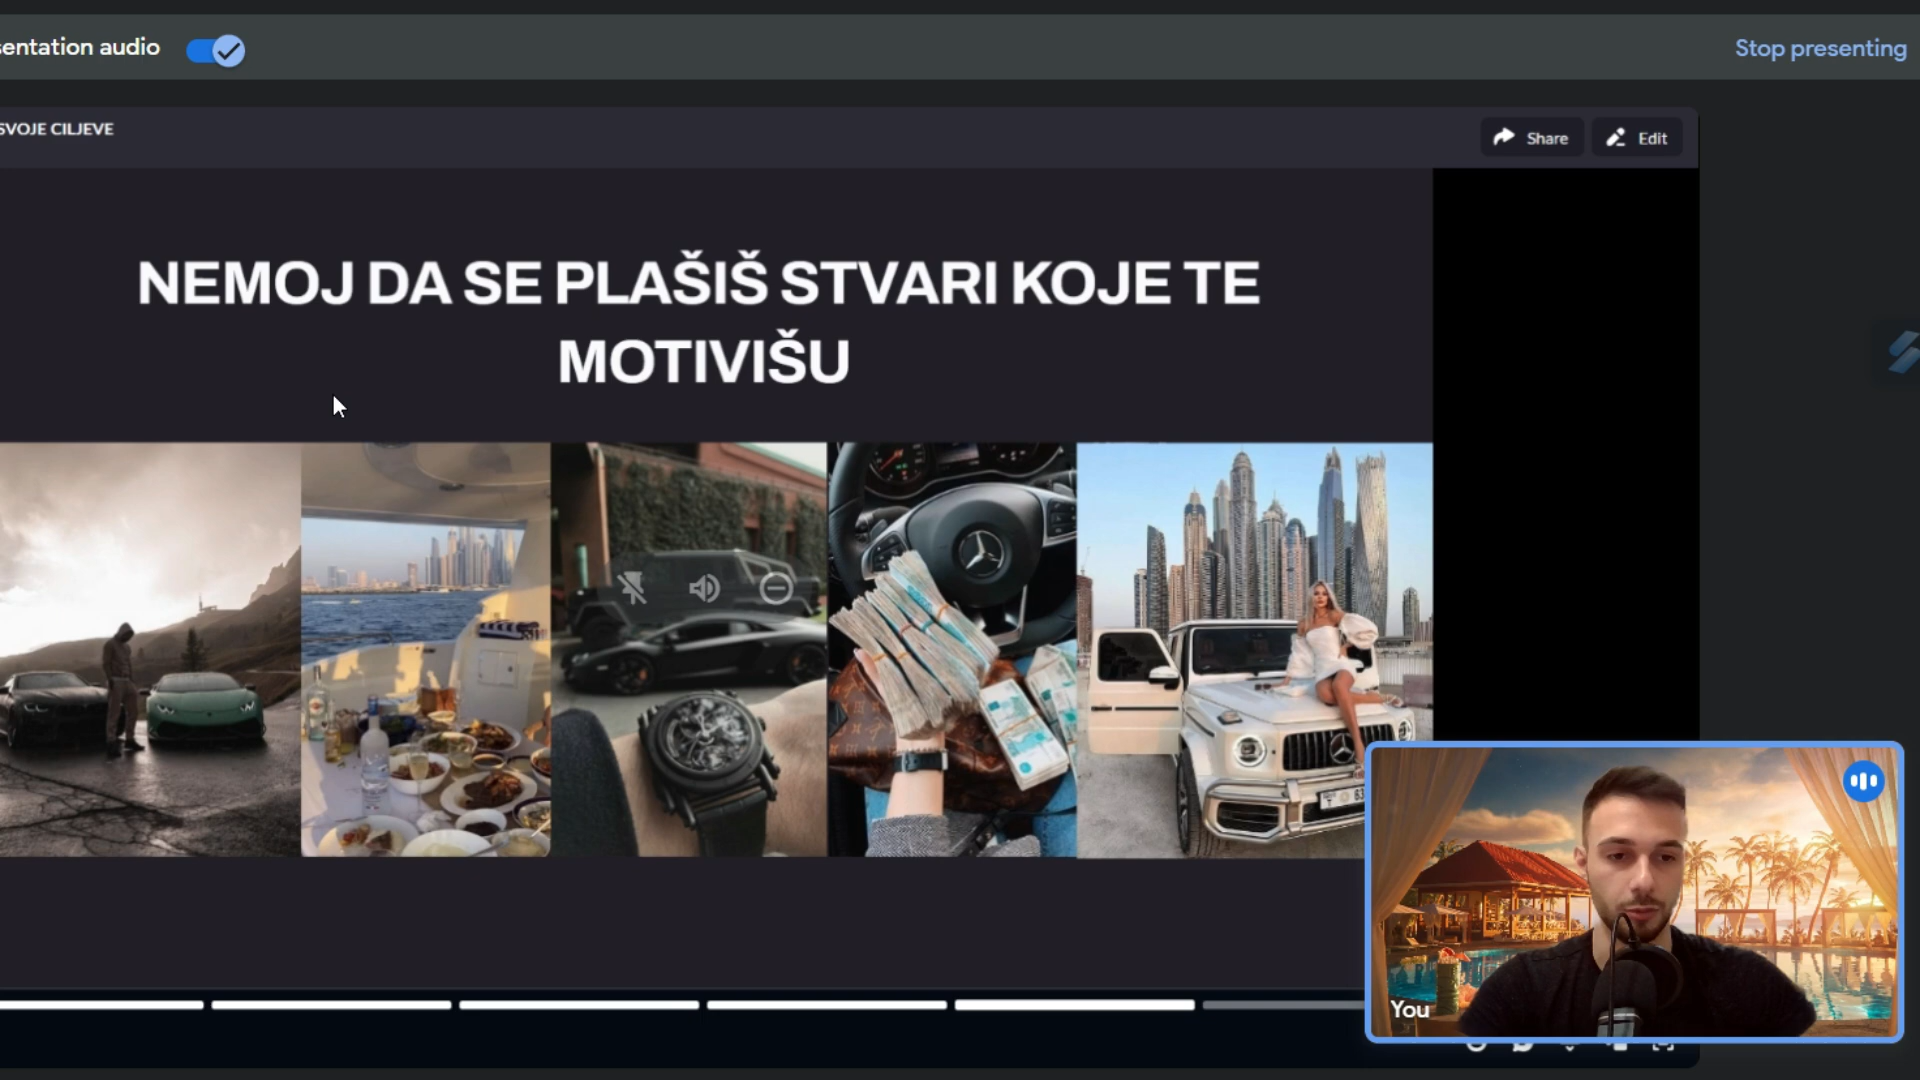 sentation audio
Stop presenting
SVOJE CILJEVE
Share
Edit
NEMOJ DA SE PLAŠIŠ STVARI KOJE TE
MOTIVIŠU
You